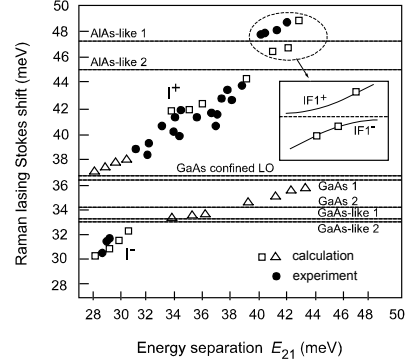 50
48
46
44
42
40
38
36
34
32
30
28
Raman lasing Stokes shift (meV)
AlAs-like 1
AlAs-like 2
I+
IF1+
IF1-
GaAs confined LO
GaAs 1
GaAs 2
GaAs-like 1
GaAs-like 2
I-
calculation
experiment
28 30 32 34 36 38 40 42 44 46 48 50
Energy separation E21 (meV)